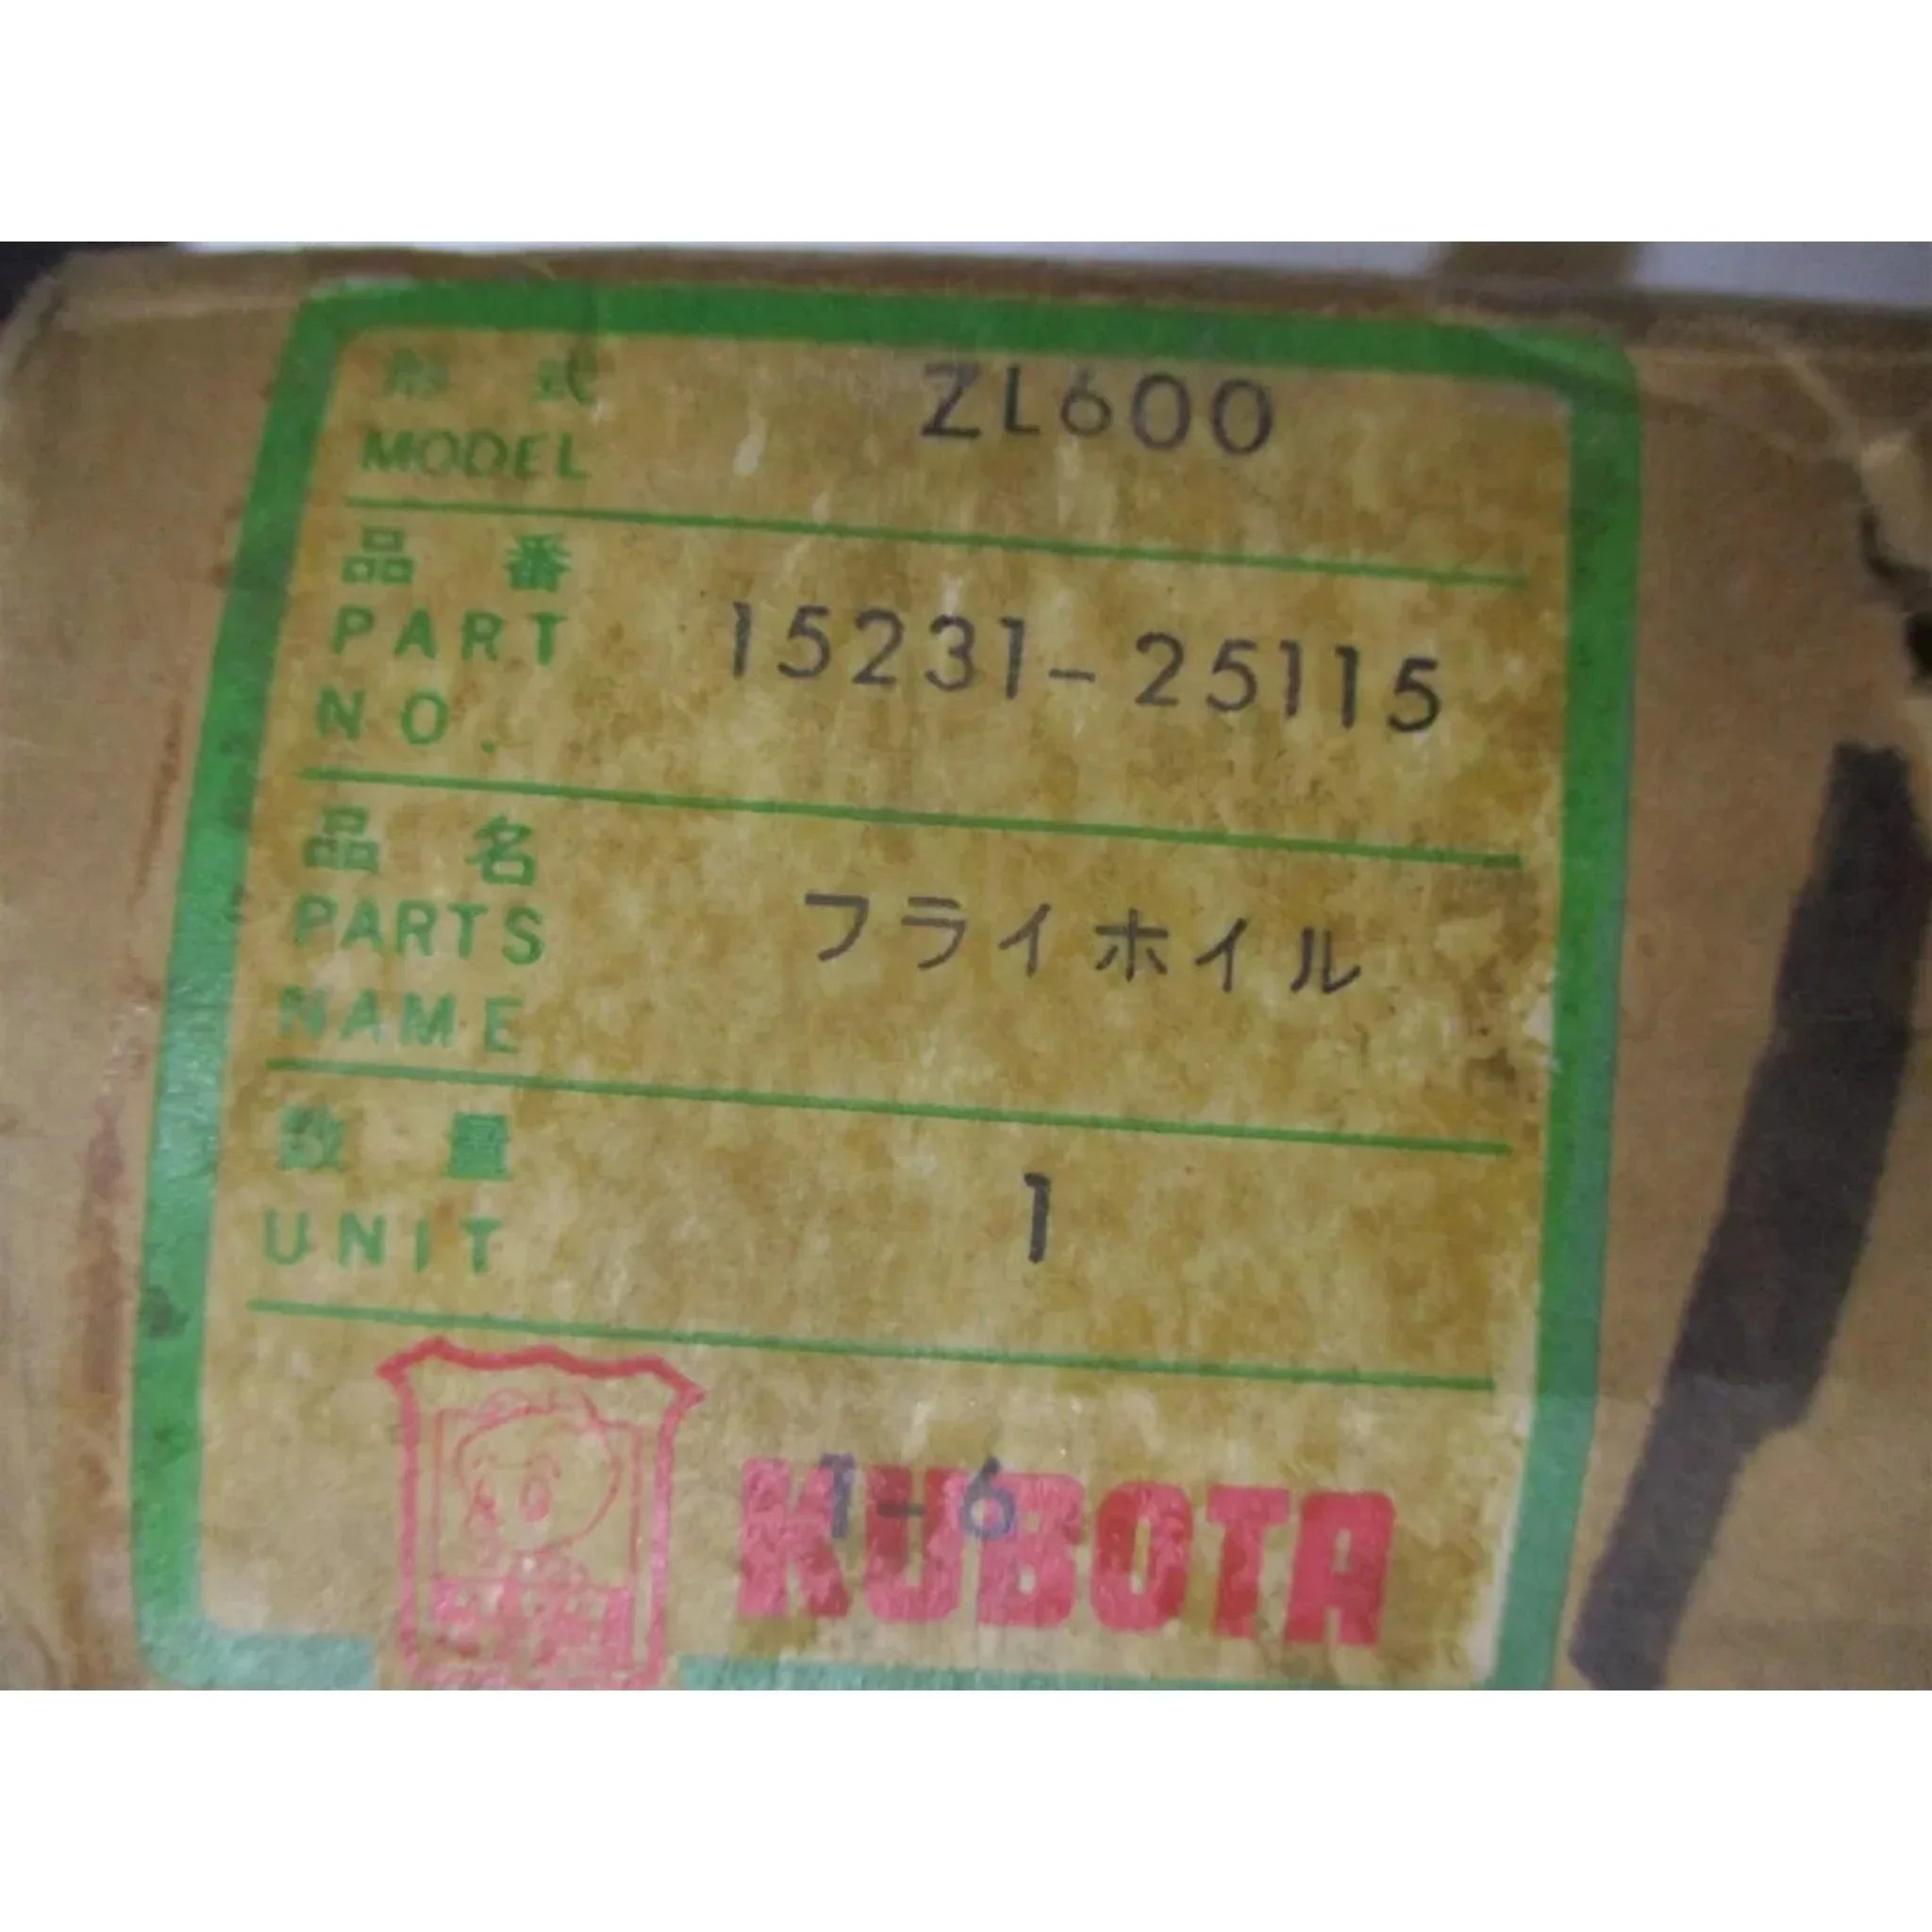 形 式
MODEL
ZL600
品 番
PART
NO.
15231-25115
品 名
PARTS
NAME
フライホイル
数 量
UNIT
1
1-6
KUBOTA